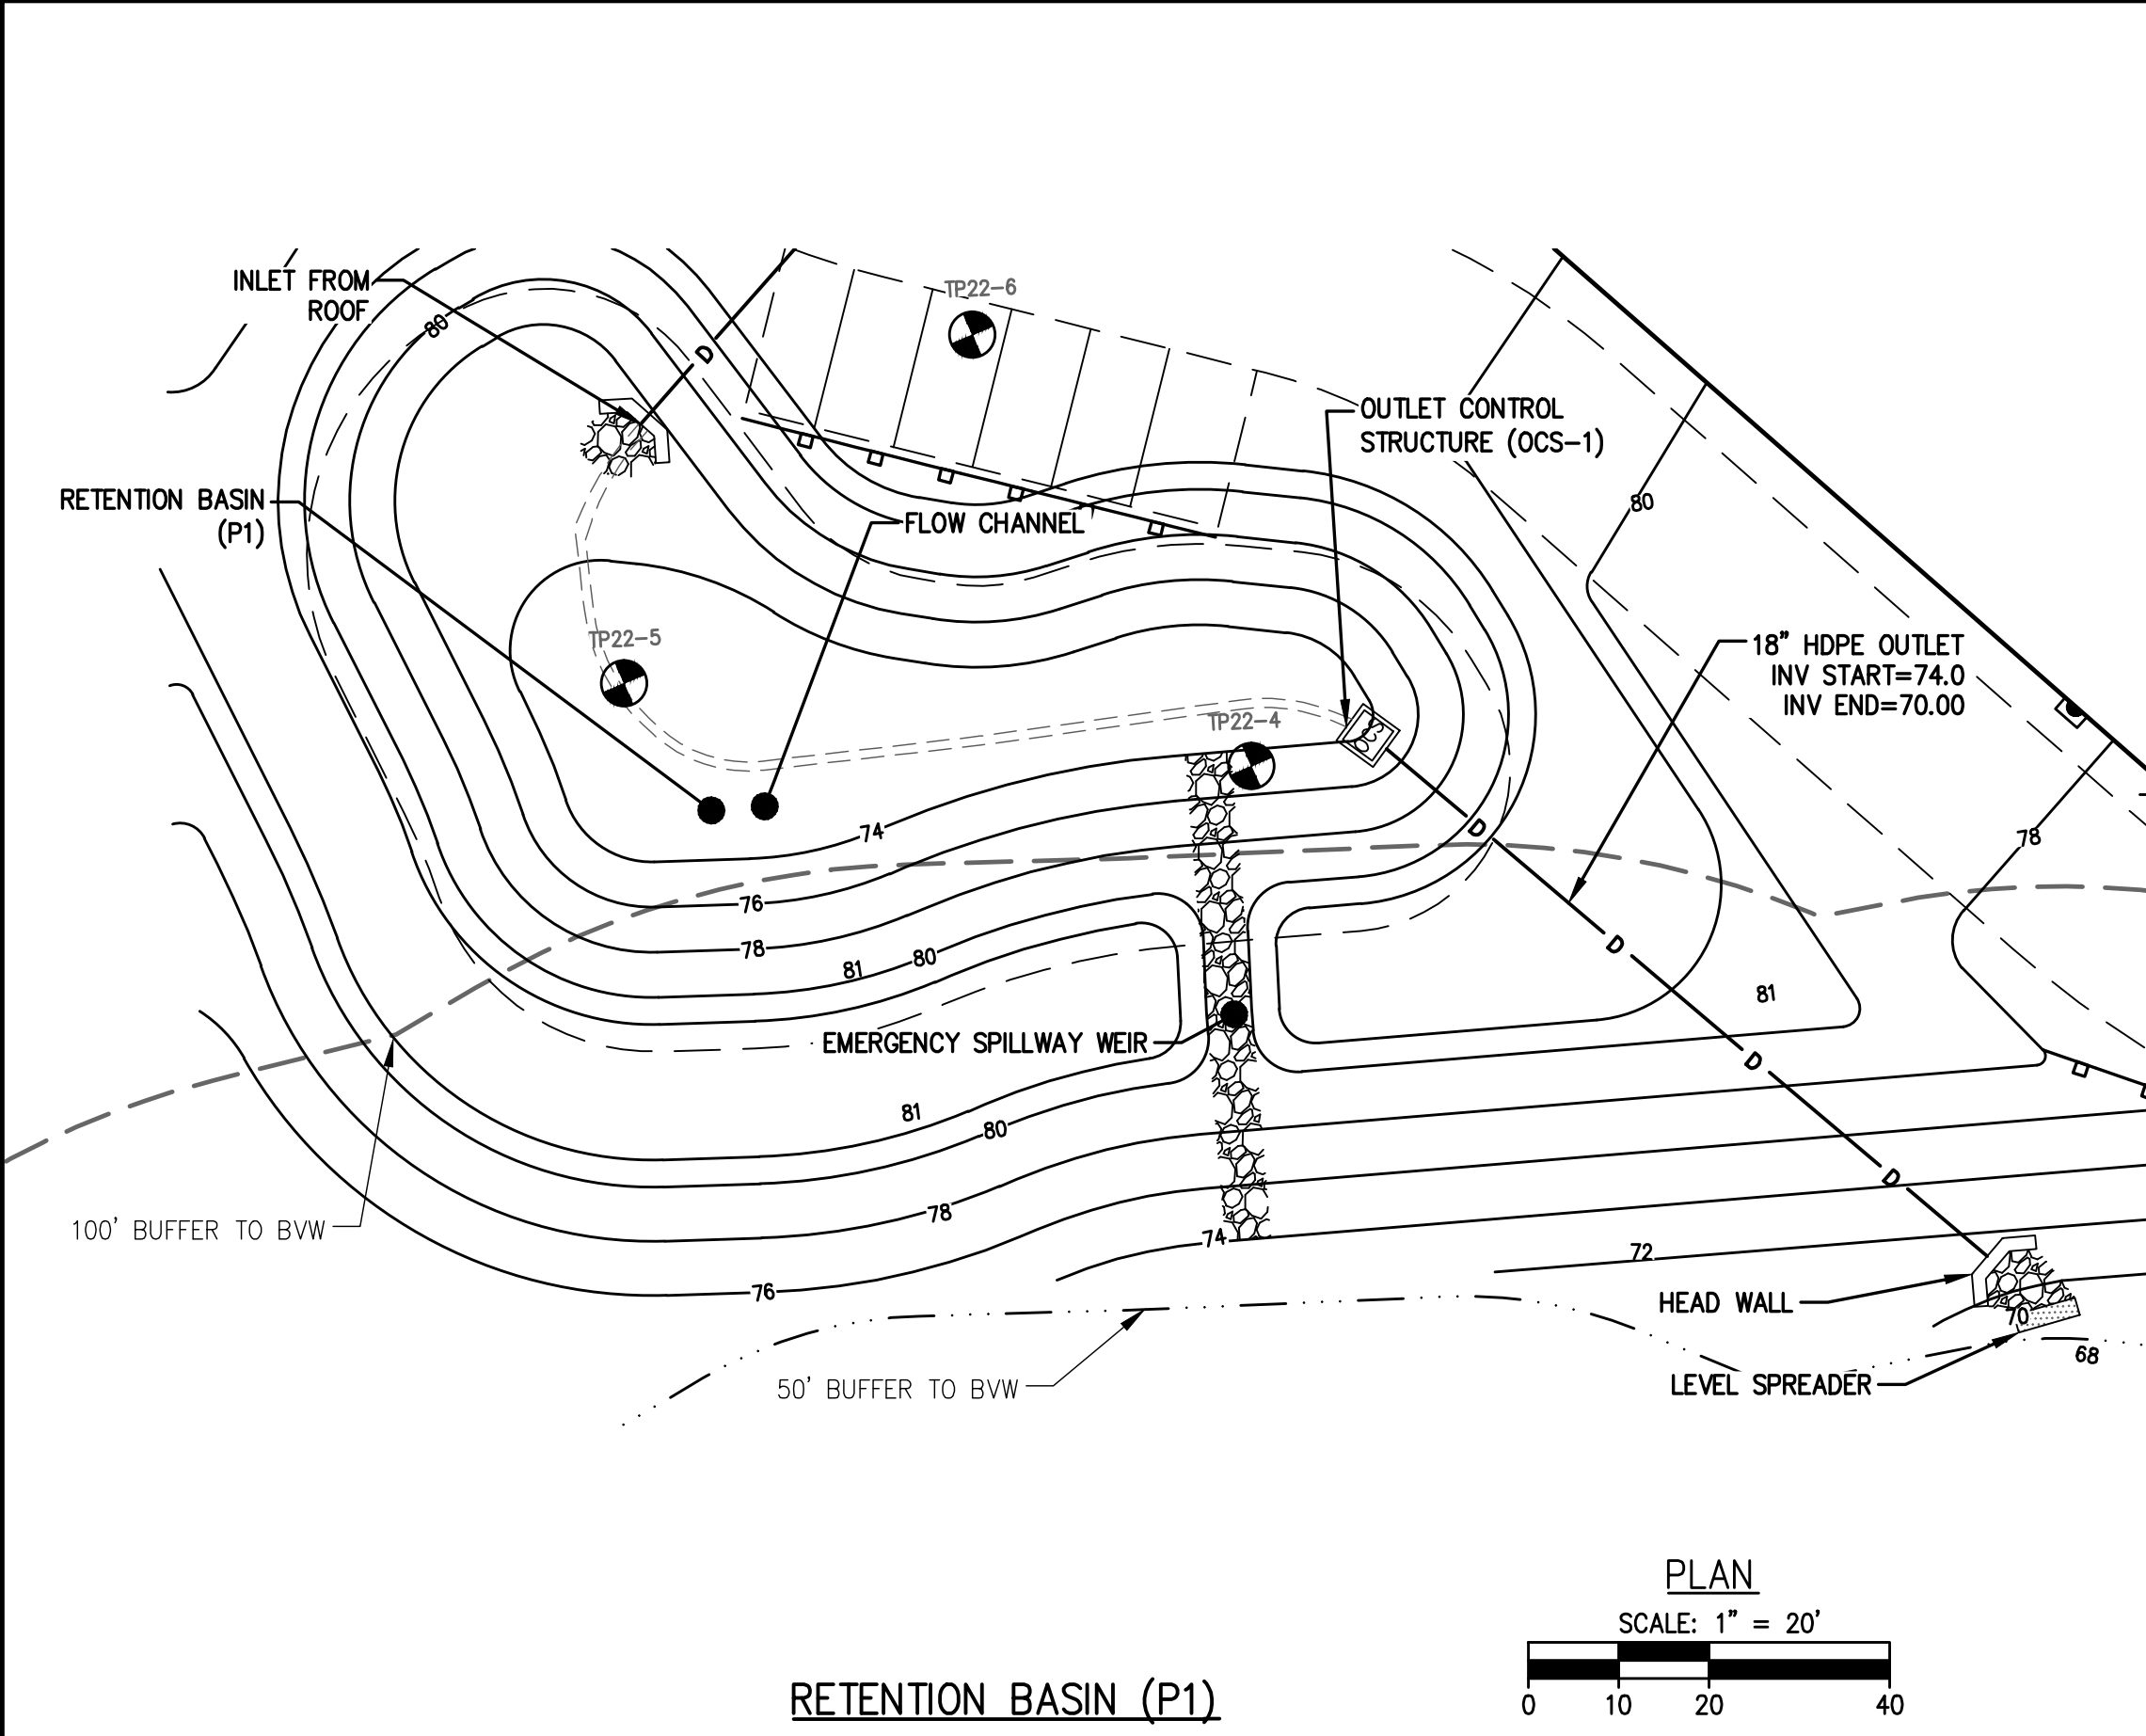 INLET FROM
ROOF
80
D
TP22-6
OUTLET CONTROL
STRUCTURE (OCS-1)
RETENTION BASIN
(P1)
FLOW CHANNEL
80
TP22-5
18" HDPE OUTLET
INV START=74.0
INV END=70.00
TP22-4
OCS
74
D
78
76
78
80
81
D
81
EMERGENCY SPILLWAY WEIR
D
81
80
D
100' BUFFER TO BVW
78
74
72
76
HEAD WALL
70
68
50' BUFFER TO BVW
LEVEL SPREADER
PLAN
SCALE: 1" = 20'
0 10 20 40
RETENTION BASIN (P1)